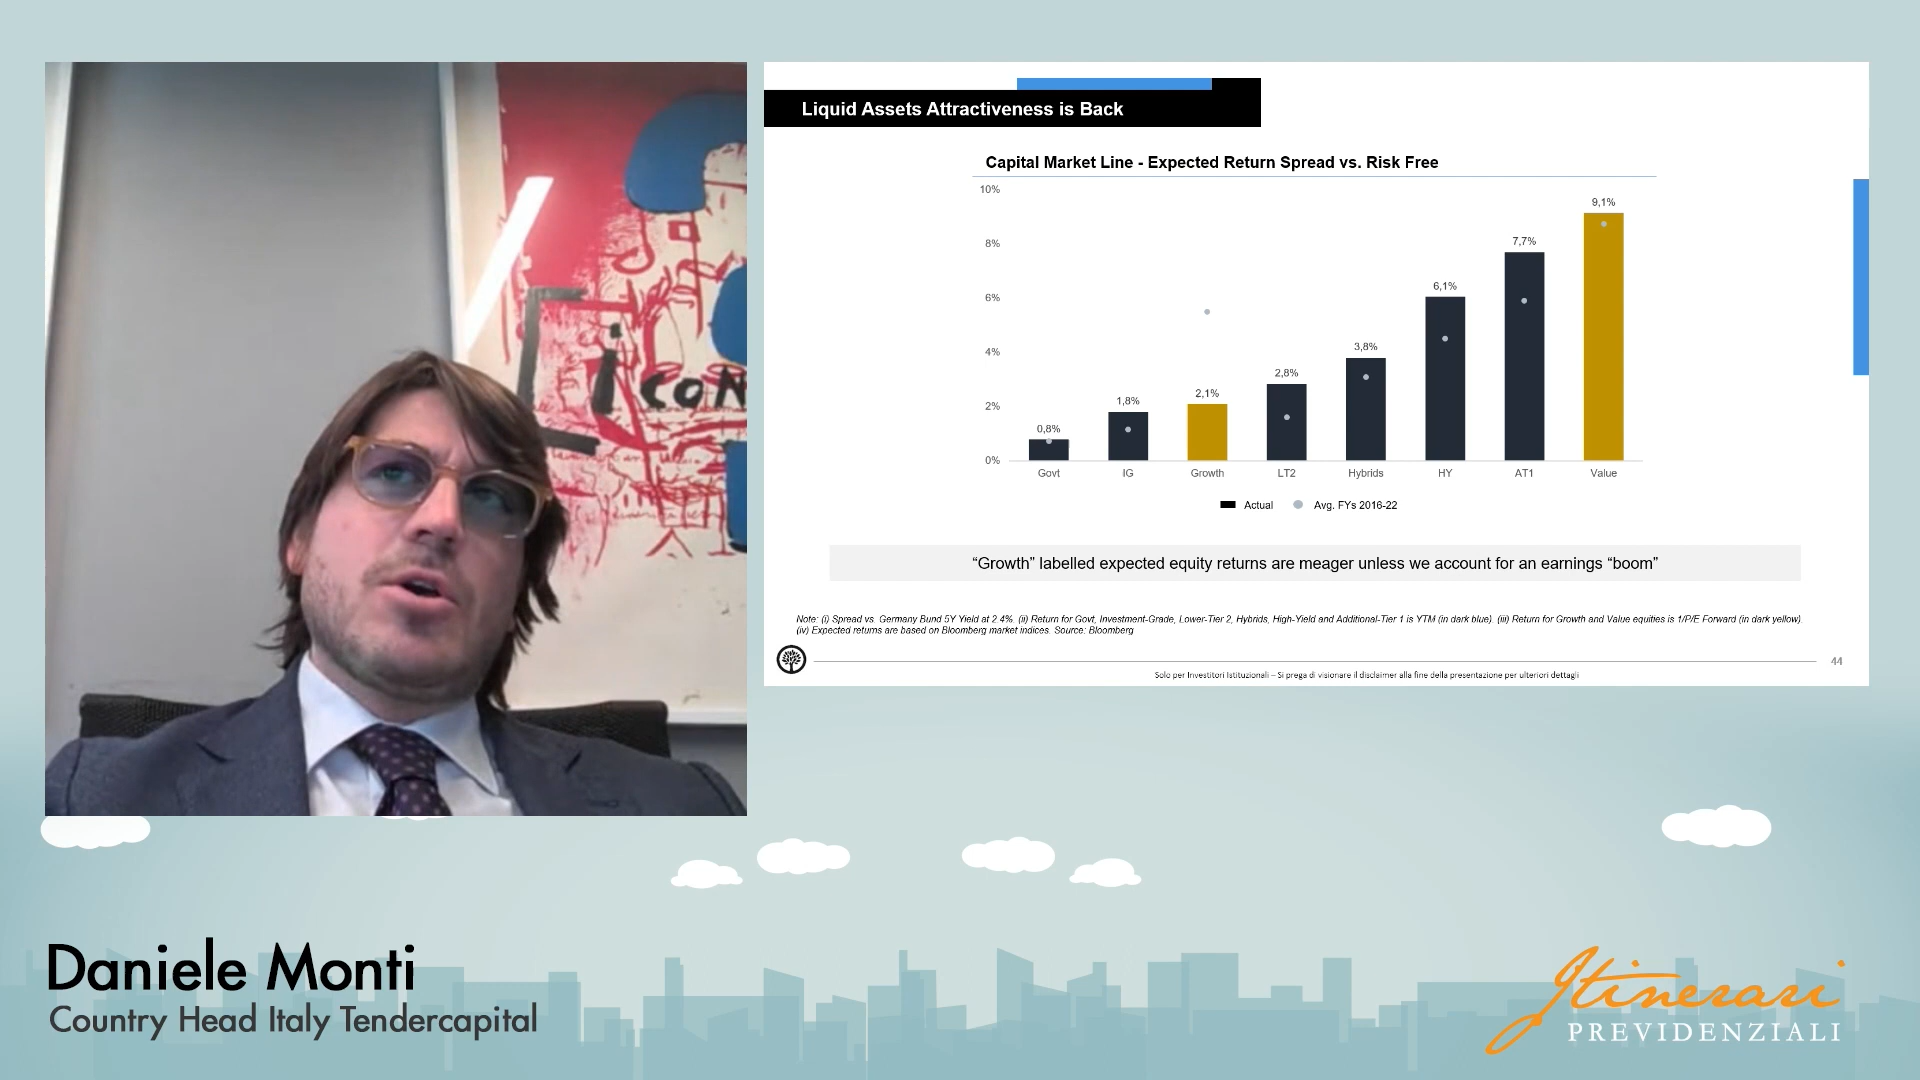 icon
Liquid Assets Attractiveness is Back
Capital Market Line - Expected Return Spread vs. Risk Free
10%
8%
6%
4%
2%
0%
0,8%
1,8%
2,1%
2,8%
3,8%
6,1%
7,7%
9,1%
Govt IG Growth LT2 Hybrids HY AT1 Value
Actual Avg. FYs 2016-22
“Growth” labelled expected equity returns are meager unless we account for an earnings “boom”
Note: (i) Spread vs. Germany Bund 5Y Yield at 2.4%. (ii) Return for Govt, Investment-Grade, Lower-Tier 2, Hybrids, High-Yield and Additional-Tier 1 is YTM (in dark blue). (iii) Return for Growth and Value equities is 1/P/E Forward (in dark yellow).
(iv) Expected returns are based on Bloomberg market indices. Source: Bloomberg
44
Solo per Investitori Istituzionali – Si prega di visionare il disclaimer alla fine della presentazione per ulteriori dettagli
Daniele Monti
Country Head Italy Tendercapital
Itinerari
PREVIDENZIALI